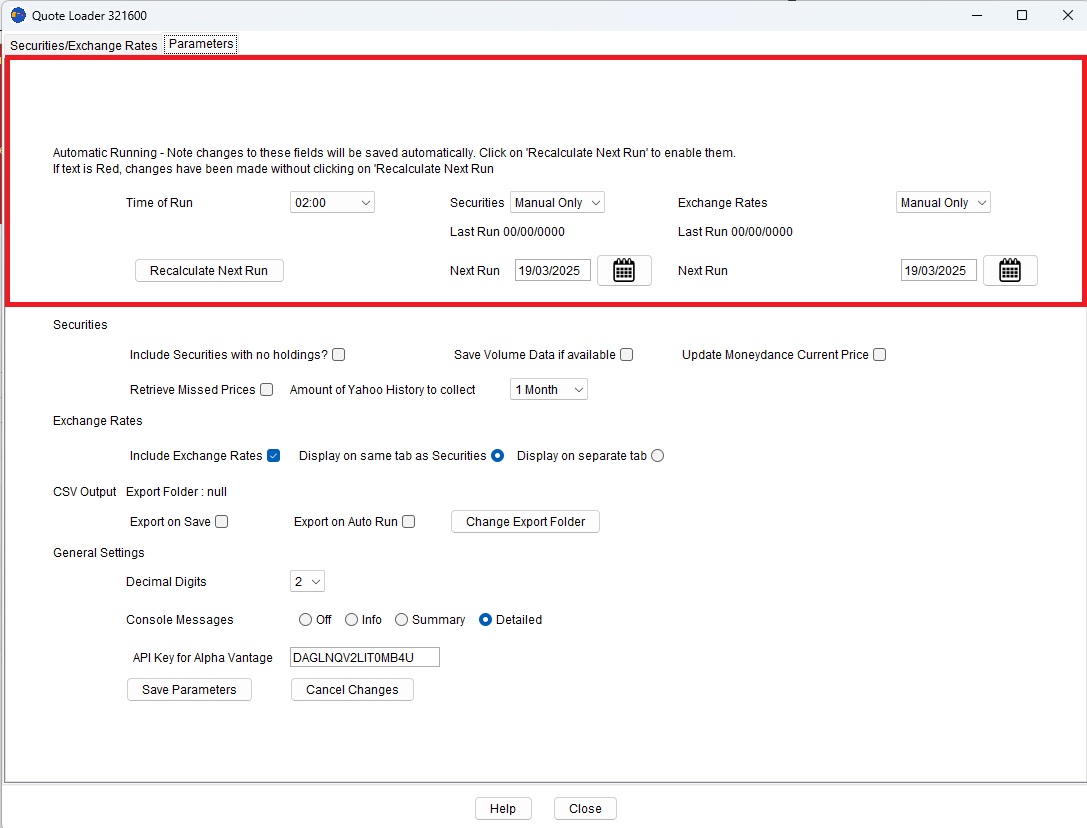 Quote Loader 321600
Securities/Exchange Rates Parameters
Automatic Running - Note changes to these fields will be saved automatically. Click on 'Recalculate Next Run' to enable them.
If text is Red, changes have been made without clicking on 'Recalculate Next Run
Time of Run 02:00 Securities Manual Only Exchange Rates Manual Only
Last Run 00/00/0000 Last Run 00/00/0000
Recalculate Next Run Next Run 19/03/2025 Next Run 19/03/2025
Securities
Include Securities with no holdings? Save Volume Data if available Update Moneydance Current Price
Retrieve Missed Prices Amount of Yahoo History to collect 1 Month
Exchange Rates
Include Exchange Rates Display on same tab as Securities Display on separate tab
CSV Output Export Folder : null
Export on Save Export on Auto Run Change Export Folder
General Settings
Decimal Digits 2
Console Messages Off Info Summary Detailed
API Key for Alpha Vantage DAGLNQV2LIT0MB4U
Save Parameters Cancel Changes
Help Close